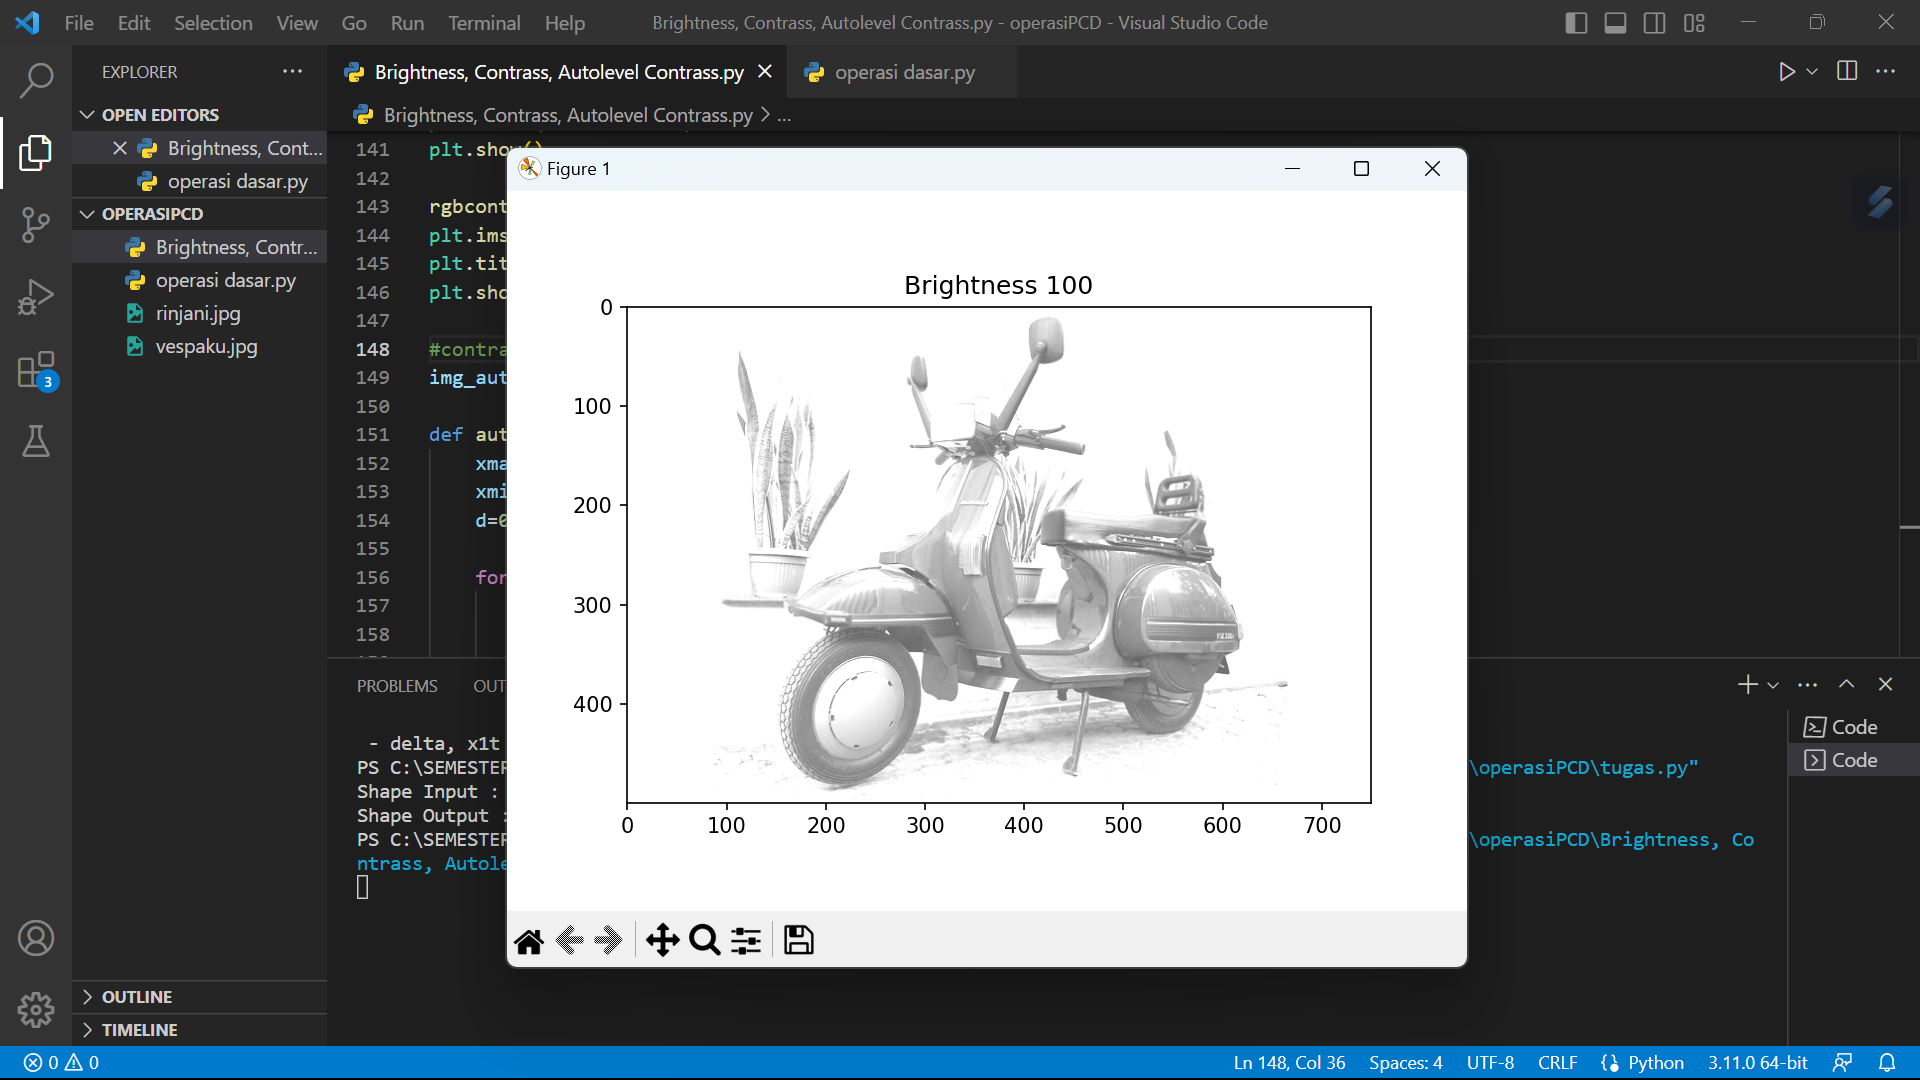 File Edit Selection View Go Run Terminal Help
Brightness, Contrass, Autolevel Contrass.py - operasiPCD - Visual Studio Code
EXPLORER
OPEN EDITORS
Brightness, Cont...
operasi dasar.py
OPERASIPCD
Brightness, Contr...
operasi dasar.py
rinjani.jpg
vespaku.jpg
3
OUTLINE
TIMELINE
Brightness, Contrass, Autolevel Contrass.py
operasi dasar.py
Brightness, Contrass, Autolevel Contrass.py > ...
141 plt.show()
142
143 rgbcont
144 plt.ims
145 plt.tit
146 plt.sho
147
148 #contra
149 img_aut
150
151 def aut
152 xma
153 xmi
154 d=0
155
156 for
157
158
Figure 1
Brightness 100
0
100
200
300
400
0 100 200 300 400 500 600 700
PROBLEMS OUT
- delta, x1t
PS C:\SEMESTER \operasiPCD\tugas.py"
Shape Input :
Shape Output :
PS C:\SEMESTER \operasiPCD\Brightness, Co
ntrass, Autole
Code
Code
0 0
Ln 148, Col 36 Spaces: 4 UTF-8 CRLF Python 3.11.0 64-bit